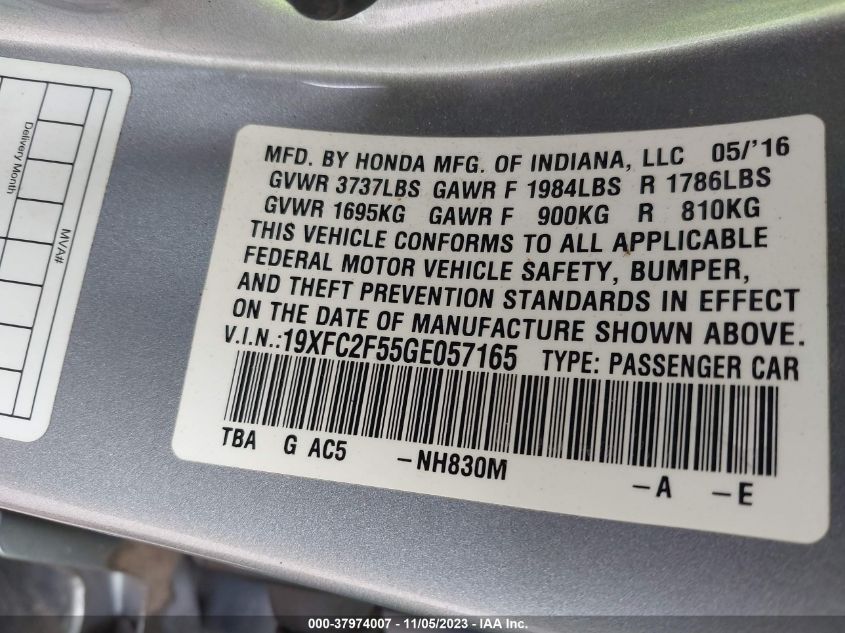 Delivery Month
MVA#
MFD. BY HONDA MFG. OF INDIANA, LLC 05/'16
GVWR 3737LBS GAWR F 1984LBS R 1786LBS
GVWR 1695KG GAWR F 900KG R 810KG
THIS VEHICLE CONFORMS TO ALL APPLICABLE
FEDERAL MOTOR VEHICLE SAFETY, BUMPER,
AND THEFT PREVENTION STANDARDS IN EFFECT
ON THE DATE OF MANUFACTURE SHOWN ABOVE.
V.I.N.:19XFC2F55GE057165 TYPE: PASSENGER CAR
TBA G AC5 -NH830M -A -E
000-37974007 - 11/05/2023 - IAA Inc.